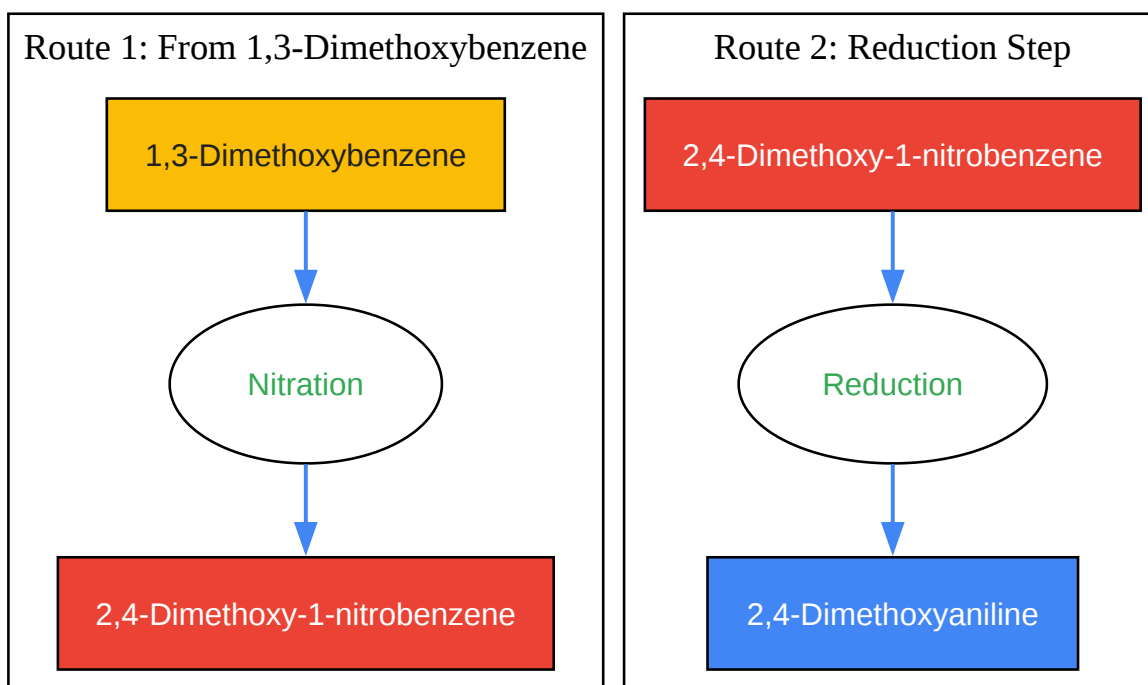 Route 1: From 1,3-Dimethoxybenzene
1,3-Dimethoxybenzene
Nitration
2,4-Dimethoxy-1-nitrobenzene
Route 2: Reduction Step
2,4-Dimethoxy-1-nitrobenzene
Reduction
2,4-Dimethoxyaniline